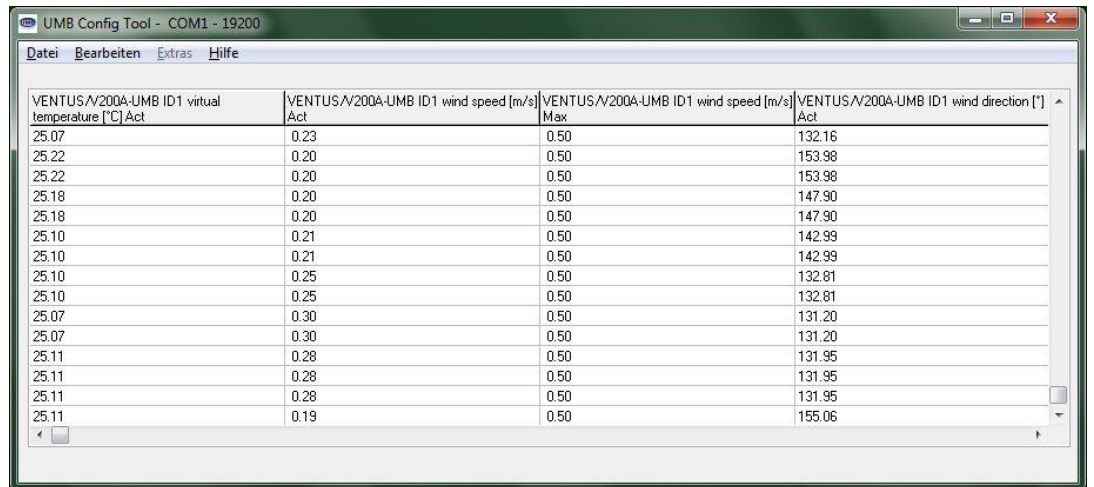 UMB Config Tool - COM1 - 19200
Datei Bearbeiten Extras Hilfe
VENTUS/V200A-UMB ID1 virtual temperature [°C] Act VENTUS/V200A-UMB ID1 wind speed [m/s] Act VENTUS/V200A-UMB ID1 wind speed [m/s] Max VENTUS/V200A-UMB ID1 wind direction [°] Act
25.07 0.23 0.50 132.16
25.22 0.20 0.50 153.98
25.22 0.20 0.50 153.98
25.18 0.20 0.50 147.90
25.18 0.20 0.50 147.90
25.10 0.21 0.50 142.99
25.10 0.21 0.50 142.99
25.10 0.25 0.50 132.81
25.10 0.25 0.50 132.81
25.07 0.30 0.50 131.20
25.07 0.30 0.50 131.20
25.11 0.28 0.50 131.95
25.11 0.28 0.50 131.95
25.11 0.28 0.50 131.95
25.11 0.19 0.50 155.06